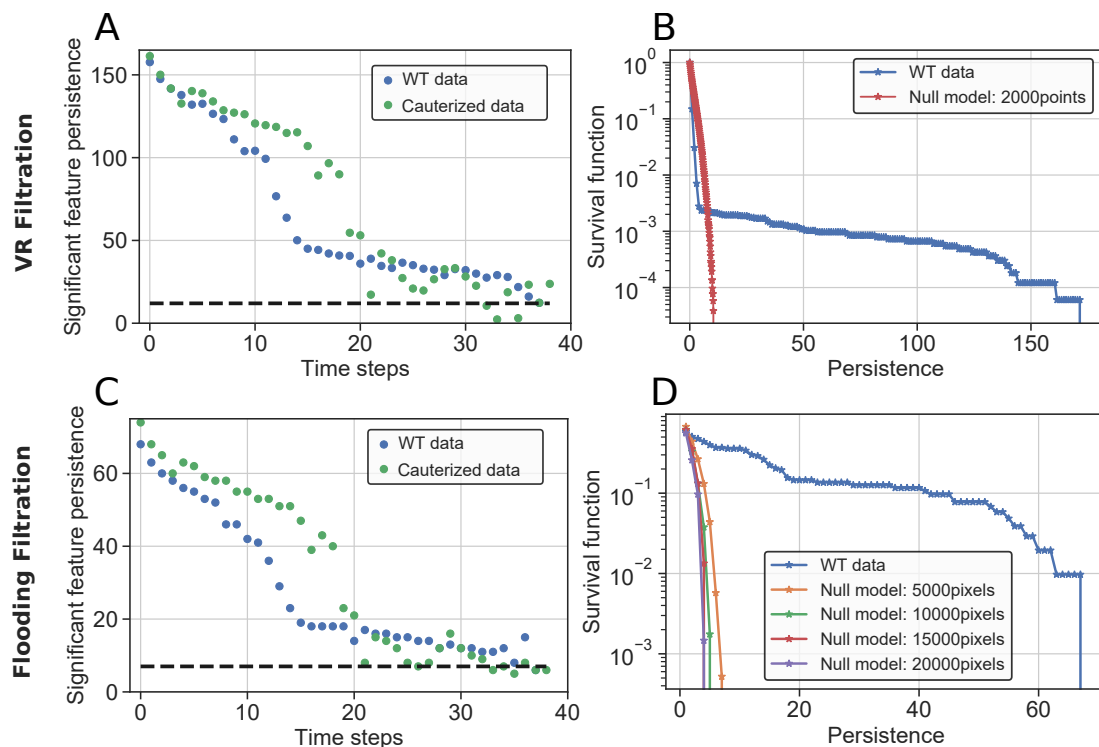 VR Filtration
A
Significant feature persistence
150
100
50
0
WT data
Cauterized data
0 10 20 30 40
Time steps
B
Survival function
10^0
10^-1
10^-2
10^-3
10^-4
WT data
Null model: 2000points
0 50 100 150
Persistence
Flooding Filtration
C
Significant feature persistence
60
40
20
0
WT data
Cauterized data
0 10 20 30 40
Time steps
D
Survival function
10^-1
10^-2
10^-3
WT data
Null model: 5000pixels
Null model: 10000pixels
Null model: 15000pixels
Null model: 20000pixels
0 20 40 60
Persistence